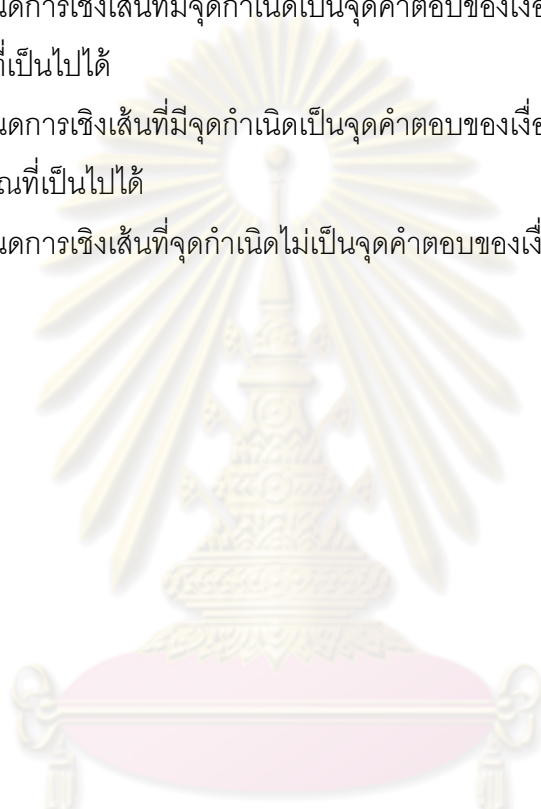 นดการเชิงเส้นที่มีจุดกำเนิดเป็นจุดคำตอบของเงื่อ
ที่เป็นไปได้
นดการเชิงเส้นที่มีจุดกำเนิดเป็นจุดคำตอบของเงื่อ
ณที่เป็นไปได้
นดการเชิงเส้นที่จุดกำเนิดไม่เป็นจุดคำตอบของเงื่